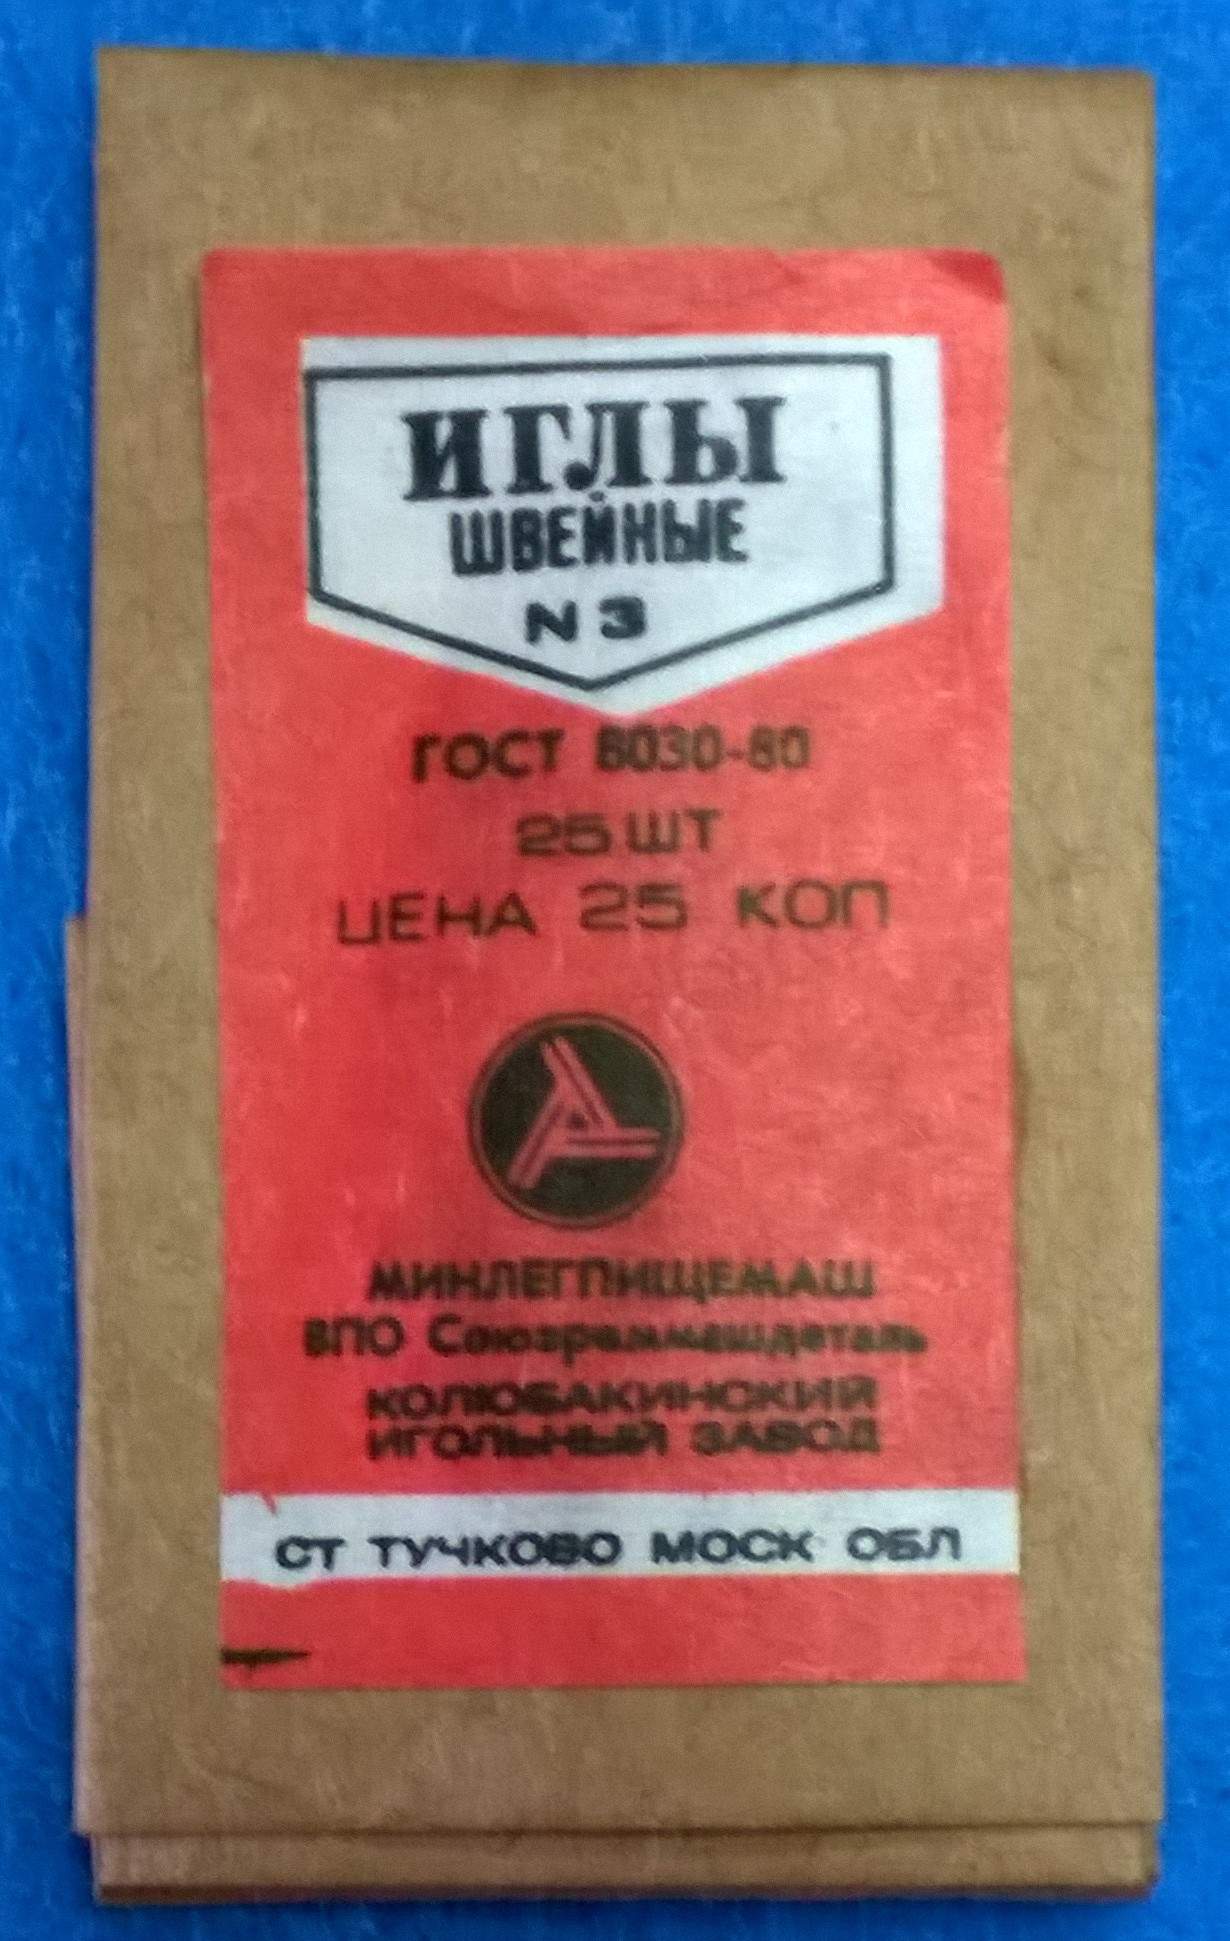 ИГЛЫ
ШВЕЙНЫЕ
N 3
ГОСТ 8030-80
25 ШТ
ЦЕНА 25 КОП
МИНЛЕГПИЩЕМАШ
ВПО Союзреммашдеталь
КОЛЮБАКИНСКИЙ
ИГОЛЬНЫЙ ЗАВОД
СТ ТУЧКОВО МОСК ОБЛ